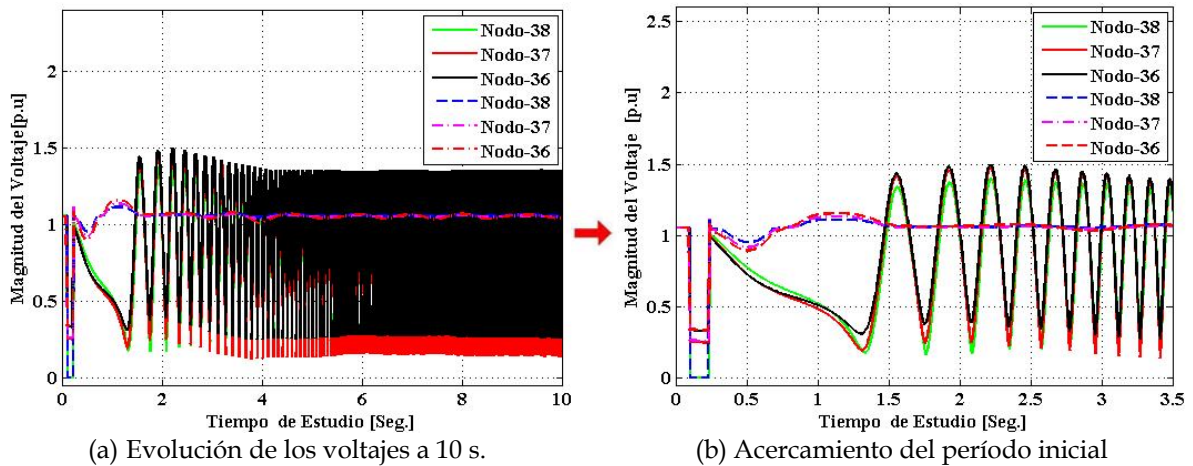 2
1.5
1
0.5
0
0
2
4
6
8
10
Magnitud del Voltaje[p.u]
Tiempo de Estudio [Seg.]
Nodo-38
Nodo-37
Nodo-36
Nodo-38
Nodo-37
Nodo-36
(a) Evolución de los voltajes a 10 s.
2.5
2
1.5
1
0.5
0
0
0.5
1
1.5
2
2.5
3
3.5
Magnitud del Voltaje [p.u]
Tiempo de Estudio [Seg.]
Nodo-38
Nodo-37
Nodo-36
Nodo-38
Nodo-37
Nodo-36
(b) Acercamiento del período inicial